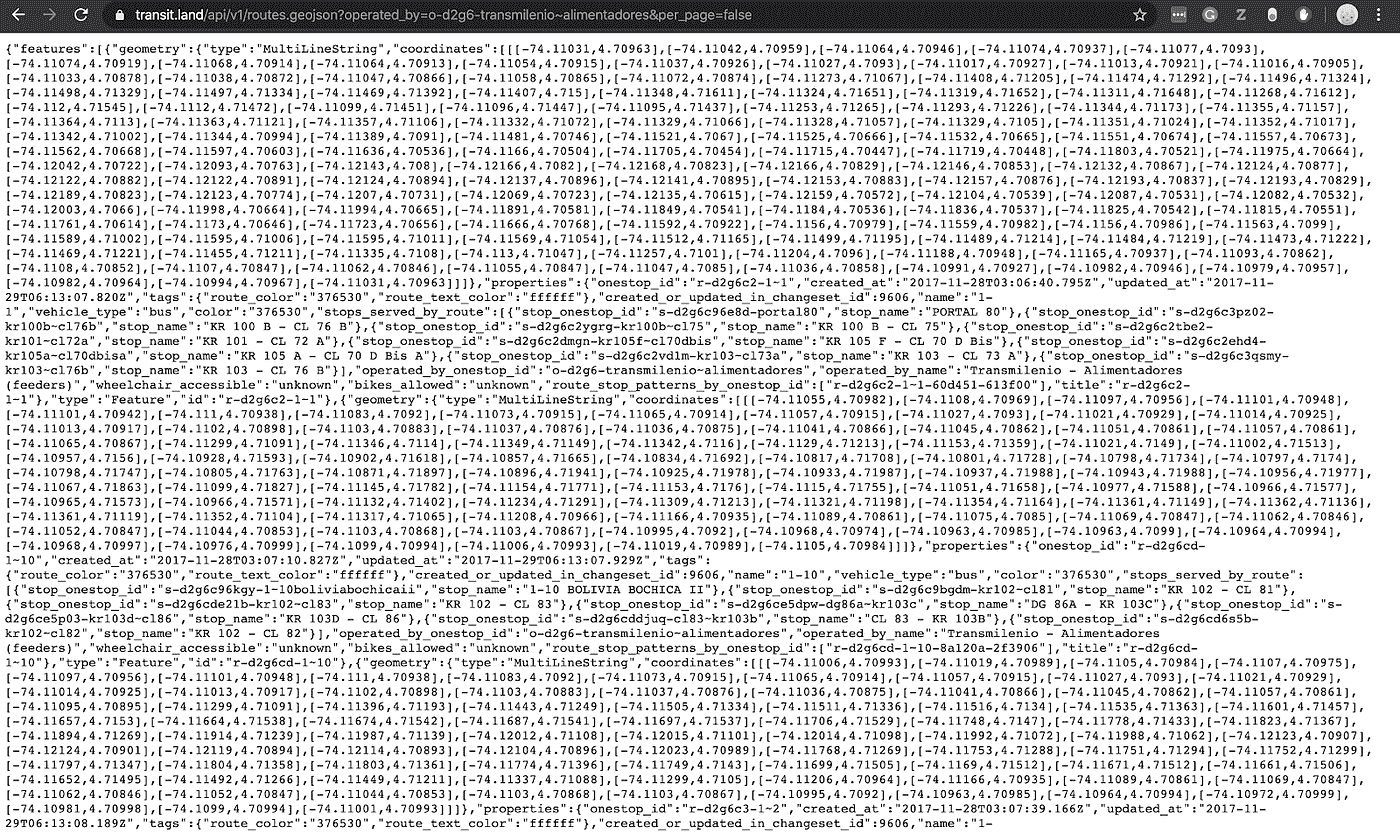 transit.land/api/v1/routes.geojson?operated_by=o-d2g6-transmilenio~alimentadores&per_page=false
{"features":[{"geometry":{"type":"MultiLineString","coordinates":[[[-74.11031,4.70963],[-74.11042,4.70959],[-74.11064,4.70946],[-74.11074,4.70937],[-74.11077,4.7093],
[-74.11074,4.70919],[-74.11068,4.70914],[-74.11064,4.70913],[-74.11054,4.70915],[-74.11037,4.70926],[-74.11027,4.7093],[-74.11017,4.70927],[-74.11013,4.70921],[-74.11016,4.70905],
[-74.11033,4.70878],[-74.11038,4.70872],[-74.11047,4.70866],[-74.11058,4.70865],[-74.11072,4.70874],[-74.11273,4.71067],[-74.11408,4.71205],[-74.11474,4.71292],[-74.11496,4.71324],
[-74.11498,4.71329],[-74.11497,4.71334],[-74.11469,4.71392],[-74.11407,4.715],[-74.11348,4.71611],[-74.11324,4.71651],[-74.11319,4.71652],[-74.11311,4.71648],[-74.11268,4.71612],
[-74.112,4.71545],[-74.1112,4.71472],[-74.11099,4.71451],[-74.11096,4.71447],[-74.11095,4.71437],[-74.11253,4.71265],[-74.11293,4.71226],[-74.11344,4.71173],[-74.11355,4.71157],
[-74.11364,4.7113],[-74.11363,4.71121],[-74.11357,4.71106],[-74.11332,4.71072],[-74.11329,4.71066],[-74.11328,4.71057],[-74.11329,4.7105],[-74.11351,4.71024],[-74.11352,4.71017],
[-74.11342,4.71002],[-74.11344,4.70994],[-74.11389,4.7091],[-74.11481,4.70746],[-74.11521,4.7067],[-74.11525,4.70666],[-74.11532,4.70665],[-74.11551,4.70674],[-74.11557,4.70673],
[-74.11562,4.70668],[-74.11597,4.70603],[-74.11636,4.70536],[-74.1166,4.70504],[-74.11705,4.70454],[-74.11715,4.70447],[-74.11719,4.70448],[-74.11803,4.70521],[-74.11975,4.70664],
[-74.12042,4.70722],[-74.12093,4.70763],[-74.12143,4.708],[-74.12166,4.7082],[-74.12168,4.70823],[-74.12166,4.70829],[-74.12146,4.70853],[-74.12132,4.70867],[-74.12124,4.70877],
[-74.12122,4.70882],[-74.12122,4.70891],[-74.12124,4.70894],[-74.12137,4.70896],[-74.12141,4.70895],[-74.12153,4.70883],[-74.12157,4.70876],[-74.12193,4.70837],[-74.12193,4.70829],
[-74.12189,4.70823],[-74.12123,4.70774],[-74.1207,4.70731],[-74.12069,4.70723],[-74.12135,4.70615],[-74.12159,4.70572],[-74.12104,4.70539],[-74.12087,4.70531],[-74.12082,4.70532],
[-74.12003,4.7066],[-74.11998,4.70664],[-74.11994,4.70665],[-74.11891,4.70581],[-74.11849,4.70541],[-74.1184,4.70536],[-74.11836,4.70537],[-74.11825,4.70542],[-74.11815,4.70551],
[-74.11761,4.70614],[-74.1173,4.70646],[-74.11723,4.70656],[-74.11666,4.70768],[-74.11592,4.70922],[-74.1156,4.70979],[-74.11559,4.70982],[-74.1156,4.70986],[-74.11563,4.7099],
[-74.11589,4.71002],[-74.11595,4.71006],[-74.11595,4.71011],[-74.11569,4.71054],[-74.11512,4.71165],[-74.11499,4.71195],[-74.11489,4.71214],[-74.11484,4.71219],[-74.11473,4.71222],
[-74.11469,4.71221],[-74.11455,4.71211],[-74.11335,4.7108],[-74.113,4.71047],[-74.11257,4.7101],[-74.11204,4.7096],[-74.11188,4.70948],[-74.11165,4.70937],[-74.11093,4.70862],
[-74.1108,4.70852],[-74.1107,4.70847],[-74.11062,4.70846],[-74.11055,4.70847],[-74.11047,4.7085],[-74.11036,4.70858],[-74.10991,4.70927],[-74.10982,4.70946],[-74.10979,4.70957],
[-74.10982,4.70964],[-74.10994,4.70967],[-74.11031,4.70963]]]},"properties":{"onestop_id":"r-d2g6c2-1~1","created_at":"2017-11-28T03:06:40.795Z","updated_at":"2017-11-
29T06:13:07.820Z","tags":{"route_color":"376530","route_text_color":"ffffff"},"created_or_updated_in_changeset_id":9606,"name":"1-
1","vehicle_type":"bus","color":"376530","stops_served_by_route":[{"stop_onestop_id":"s-d2g6c96e8d-portal80","stop_name":"PORTAL 80"},{"stop_onestop_id":"s-d2g6c3pz02-
kr100b~cl76b","stop_name":"KR 100 B - CL 76 B"},{"stop_onestop_id":"s-d2g6c2ygrg-kr100b~cl75","stop_name":"KR 100 B - CL 75"},{"stop_onestop_id":"s-d2g6c2tbe2-
kr101~cl72a","stop_name":"KR 101 - CL 72 A"},{"stop_onestop_id":"s-d2g6c2dmgn-kr105f~cl70dbis","stop_name":"KR 105 F - CL 70 D Bis"},{"stop_onestop_id":"s-d2g6c2ehd4-
kr105a~cl70dbisa","stop_name":"KR 105 A - CL 70 D Bis A"},{"stop_onestop_id":"s-d2g6c2vdlm-kr103~cl73a","stop_name":"KR 103 - CL 73 A"},{"stop_onestop_id":"s-d2g6c3qsmy-
kr103~cl76b","stop_name":"KR 103 - CL 76 B"}],"operated_by_onestop_id":"o-d2g6-transmilenio~alimentadores","operated_by_name":"Transmilenio - Alimentadores
(feeders)","wheelchair_accessible":"unknown","bikes_allowed":"unknown","route_stop_patterns_by_onestop_id":["r-d2g6c2-1~1-60d451-613f00"],"title":"r-d2g6c2-
1~1"},"type":"Feature","id":"r-d2g6c2-1~1"},{"geometry":{"type":"MultiLineString","coordinates":[[[-74.11055,4.70982],[-74.1108,4.70969],[-74.1097,4.70956],[-74.11101,4.70948],
[-74.11101,4.70942],[-74.111,4.70938],[-74.11083,4.7092],[-74.11073,4.70915],[-74.11065,4.70914],[-74.11057,4.70915],[-74.11027,4.7093],[-74.11021,4.70929],[-74.11014,4.70925],
[-74.11013,4.70917],[-74.1102,4.70898],[-74.1103,4.70883],[-74.11037,4.70876],[-74.11036,4.70875],[-74.11041,4.70866],[-74.11045,4.70862],[-74.11051,4.70861],[-74.11057,4.70861],
[-74.11065,4.70867],[-74.11299,4.71091],[-74.11346,4.7114],[-74.11349,4.71149],[-74.11342,4.7116],[-74.1129,4.71213],[-74.11153,4.71359],[-74.11021,4.7149],[-74.11002,4.71513],
[-74.10957,4.7156],[-74.10928,4.71593],[-74.10902,4.71618],[-74.10857,4.71665],[-74.10834,4.71692],[-74.10817,4.71708],[-74.10801,4.71728],[-74.10798,4.71734],[-74.10797,4.7174],
[-74.10798,4.71747],[-74.10805,4.71763],[-74.10871,4.71897],[-74.10896,4.71941],[-74.10925,4.71978],[-74.10933,4.71987],[-74.10937,4.71988],[-74.10943,4.71988],[-74.10956,4.71977],
[-74.11067,4.71863],[-74.11099,4.71827],[-74.11145,4.71782],[-74.11154,4.71771],[-74.11153,4.7176],[-74.1115,4.71755],[-74.11051,4.71658],[-74.10977,4.71588],[-74.10966,4.71577],
[-74.10965,4.71573],[-74.10966,4.71571],[-74.11132,4.71402],[-74.11234,4.71291],[-74.11309,4.71213],[-74.11321,4.71198],[-74.11354,4.71164],[-74.11361,4.71149],[-74.11362,4.71136],
[-74.11361,4.71119],[-74.11352,4.71104],[-74.11317,4.71065],[-74.11208,4.70966],[-74.11166,4.70935],[-74.11089,4.70861],[-74.11075,4.7085],[-74.11069,4.70847],[-74.11062,4.70846],
[-74.11052,4.70847],[-74.11044,4.70853],[-74.1103,4.70868],[-74.1103,4.70867],[-74.10995,4.7092],[-74.10968,4.70974],[-74.10963,4.70985],[-74.10963,4.7099],[-74.10964,4.70994],
[-74.10968,4.70997],[-74.10976,4.70999],[-74.1099,4.70994],[-74.11006,4.70993],[-74.11019,4.70989],[-74.1105,4.70984]]]},"properties":{"onestop_id":"r-d2g6cd-
1~10","created_at":"2017-11-28T03:07:10.827Z","updated_at":"2017-11-29T06:13:07.929Z","tags":
{"route_color":"376530","route_text_color":"ffffff"},"created_or_updated_in_changeset_id":9606,"name":"1-10","vehicle_type":"bus","color":"376530","stops_served_by_route":
[{"stop_onestop_id":"s-d2g6c96kgy-1~10boliviabochicaii","stop_name":"1-10 BOLIVIA BOCHICA II"},{"stop_onestop_id":"s-d2g6c9bgdm-kr102~cl81","stop_name":"KR 102 - CL 81"},
{"stop_onestop_id":"s-d2g6cde21b-kr102~cl83","stop_name":"KR 102 - CL 83"},{"stop_onestop_id":"s-d2g6ce5dpw-dg86a~kr103c","stop_name":"DG 86A - KR 103C"},{"stop_onestop_id":"s-
d2g6ce5p03-kr103d~cl86","stop_name":"KR 103D - CL 86"},{"stop_onestop_id":"s-d2g6cddjuq-cl83~kr103b","stop_name":"CL 83 - KR 103B"},{"stop_onestop_id":"s-d2g6cd6s5b-
kr102~cl82","stop_name":"KR 102 - CL 82"}],"operated_by_onestop_id":"o-d2g6-transmilenio~alimentadores","operated_by_name":"Transmilenio - Alimentadores
(feeders)","wheelchair_accessible":"unknown","bikes_allowed":"unknown","route_stop_patterns_by_onestop_id":["r-d2g6cd-1~10-8a120a-2f3906"],"title":"r-d2g6cd-
1~10"},"type":"Feature","id":"r-d2g6cd-1~10"},{"geometry":{"type":"MultiLineString","coordinates":[[[-74.11006,4.70993],[-74.11019,4.70989],[-74.1105,4.70984],[-74.1107,4.70975],
[-74.11097,4.70956],[-74.11101,4.70948],[-74.111,4.70938],[-74.11083,4.7092],[-74.11073,4.70915],[-74.11065,4.70914],[-74.11057,4.70915],[-74.11027,4.7093],[-74.11021,4.70929],
[-74.11014,4.70925],[-74.11013,4.70917],[-74.1102,4.70898],[-74.1103,4.70883],[-74.11037,4.70876],[-74.11036,4.70875],[-74.11041,4.70866],[-74.11045,4.70862],[-74.11057,4.70861],
[-74.11095,4.70895],[-74.11299,4.71091],[-74.11396,4.71193],[-74.11443,4.71249],[-74.11505,4.71334],[-74.11511,4.71336],[-74.11516,4.7134],[-74.11535,4.71363],[-74.11601,4.71457],
[-74.11657,4.7153],[-74.11664,4.71538],[-74.11674,4.71542],[-74.11687,4.71541],[-74.11697,4.71537],[-74.11706,4.71529],[-74.11748,4.7147],[-74.11778,4.71433],[-74.11823,4.71367],
[-74.11894,4.71269],[-74.11914,4.71239],[-74.11987,4.71139],[-74.12012,4.71108],[-74.12015,4.71101],[-74.12014,4.71098],[-74.11992,4.71072],[-74.11988,4.71062],[-74.12123,4.70907],
[-74.12124,4.70901],[-74.12119,4.70894],[-74.12114,4.70893],[-74.12104,4.70896],[-74.12023,4.70989],[-74.11768,4.71269],[-74.11753,4.71288],[-74.11751,4.71294],[-74.11752,4.71299],
[-74.11797,4.71347],[-74.11804,4.71358],[-74.11803,4.71361],[-74.11774,4.71396],[-74.11749,4.7143],[-74.11699,4.71505],[-74.1169,4.71512],[-74.11671,4.71512],[-74.11661,4.71506],
[-74.11652,4.71495],[-74.11492,4.71266],[-74.11449,4.71211],[-74.11337,4.71088],[-74.11299,4.7105],[-74.11206,4.70964],[-74.11166,4.70935],[-74.11089,4.70861],[-74.11069,4.70847],
[-74.11062,4.70846],[-74.11052,4.70847],[-74.11044,4.70853],[-74.1103,4.70868],[-74.1103,4.70867],[-74.10995,4.7092],[-74.10963,4.70985],[-74.10964,4.70994],[-74.10972,4.70999],
[-74.10981,4.70998],[-74.1099,4.70994],[-74.11001,4.70993]]]},"properties":{"onestop_id":"r-d2g6c3-1~2","created_at":"2017-11-28T03:07:39.166Z","updated_at":"2017-11-
29T06:13:08.189Z","tags":{"route_color":"376530","route_text_color":"ffffff"},"created_or_updated_in_changeset_id":9606,"name":"1-